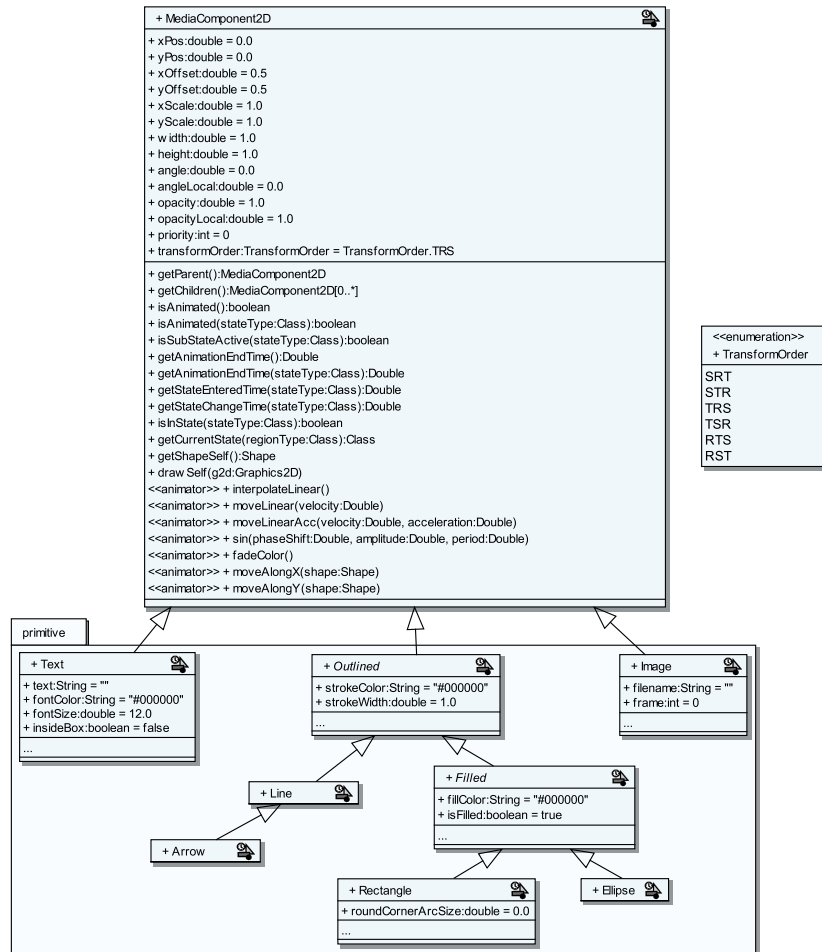 + MediaComponent2D
+ xPos:double = 0.0
+ yPos:double = 0.0
+ xOffset:double = 0.5
+ yOffset:double = 0.5
+ xScale:double = 1.0
+ yScale:double = 1.0
+ width:double = 1.0
+ height:double = 1.0
+ angle:double = 0.0
+ angleLocal:double = 0.0
+ opacity:double = 1.0
+ opacityLocal:double = 1.0
+ priority:int = 0
+ transformOrder:TransformOrder = TransformOrder.TRS
+ getParent():MediaComponent2D
+ getChildren():MediaComponent2D[0..*]
+ isAnimated():boolean
+ isAnimated(stateType:Class):boolean
+ isSubStateActive(stateType:Class):boolean
+ getAnimationEndTime():Double
+ getAnimationEndTime(stateType:Class):Double
+ getStateEnteredTime(stateType:Class):Double
+ getStateChangeTime(stateType:Class):Double
+ isInState(stateType:Class):boolean
+ getCurrentState(regionType:Class):Class
+ getShapeSelf():Shape
+ drawSelf(g2d:Graphics2D)
<<animator>> + interpolateLinear()
<<animator>> + moveLinear(velocity:Double)
<<animator>> + moveLinearAcc(velocity:Double, acceleration:Double)
<<animator>> + sin(phaseShift:Double, amplitude:Double, period:Double)
<<animator>> + fadeColor()
<<animator>> + moveAlongX(shape:Shape)
<<animator>> + moveAlongY(shape:Shape)
<<enumeration>>
+ TransformOrder
SRT
STR
TRS
TSR
RTS
RST
primitive
+ Text
+ text:String = ""
+ fontColor:String = "#000000"
+ fontSize:double = 12.0
+ insideBox:boolean = false
...
+ Outlined
+ strokeColor:String = "#000000"
+ strokeWidth:double = 1.0
...
+ Image
+ filename:String = ""
+ frame:int = 0
...
+ Line
+ Filled
+ fillColor:String = "#000000"
+ isFilled:boolean = true
...
+ Arrow
+ Rectangle
+ roundCornerArcSize:double = 0.0
...
+ Ellipse